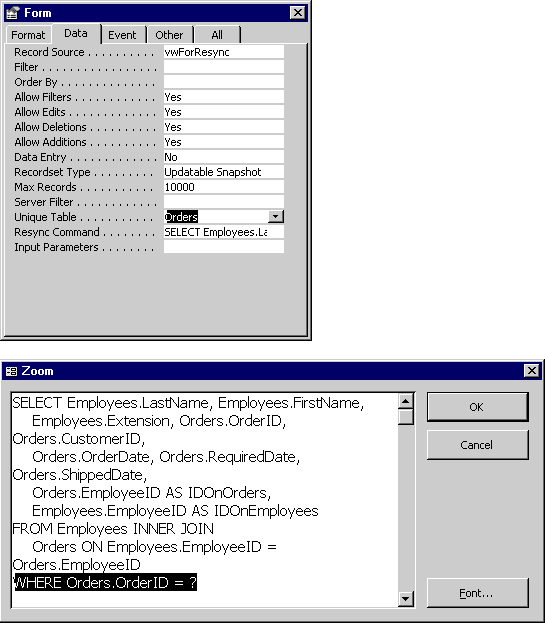 Form
Format Data Event Other All
Record Source . . . . . . . . . . vwForResync
Filter . . . . . . . . . . . . . . . . . .
Order By . . . . . . . . . . . . . . .
Allow Filters . . . . . . . . . . . . . Yes
Allow Edits . . . . . . . . . . . . . . Yes
Allow Deletions . . . . . . . . . . Yes
Allow Additions . . . . . . . . . . Yes
Data Entry . . . . . . . . . . . . . No
Recordset Type . . . . . . . . . . Updatable Snapshot
Max Records . . . . . . . . . . . 10000
Server Filter . . . . . . . . . . . . .
Unique Table . . . . . . . . . . . Orders
Resync Command . . . . . . . . SELECT Employees.La
Input Parameters . . . . . . . .
Zoom
SELECT Employees.LastName, Employees.FirstName,
Employees.Extension, Orders.OrderID,
Orders.CustomerID,
Orders.OrderDate, Orders.RequiredDate,
Orders.ShippedDate,
Orders.EmployeeID AS IDOnOrders,
Employees.EmployeeID AS IDOnEmployees
FROM Employees INNER JOIN
Orders ON Employees.EmployeeID =
Orders.EmployeeID
WHERE Orders.OrderID = ?
OK
Cancel
Font...